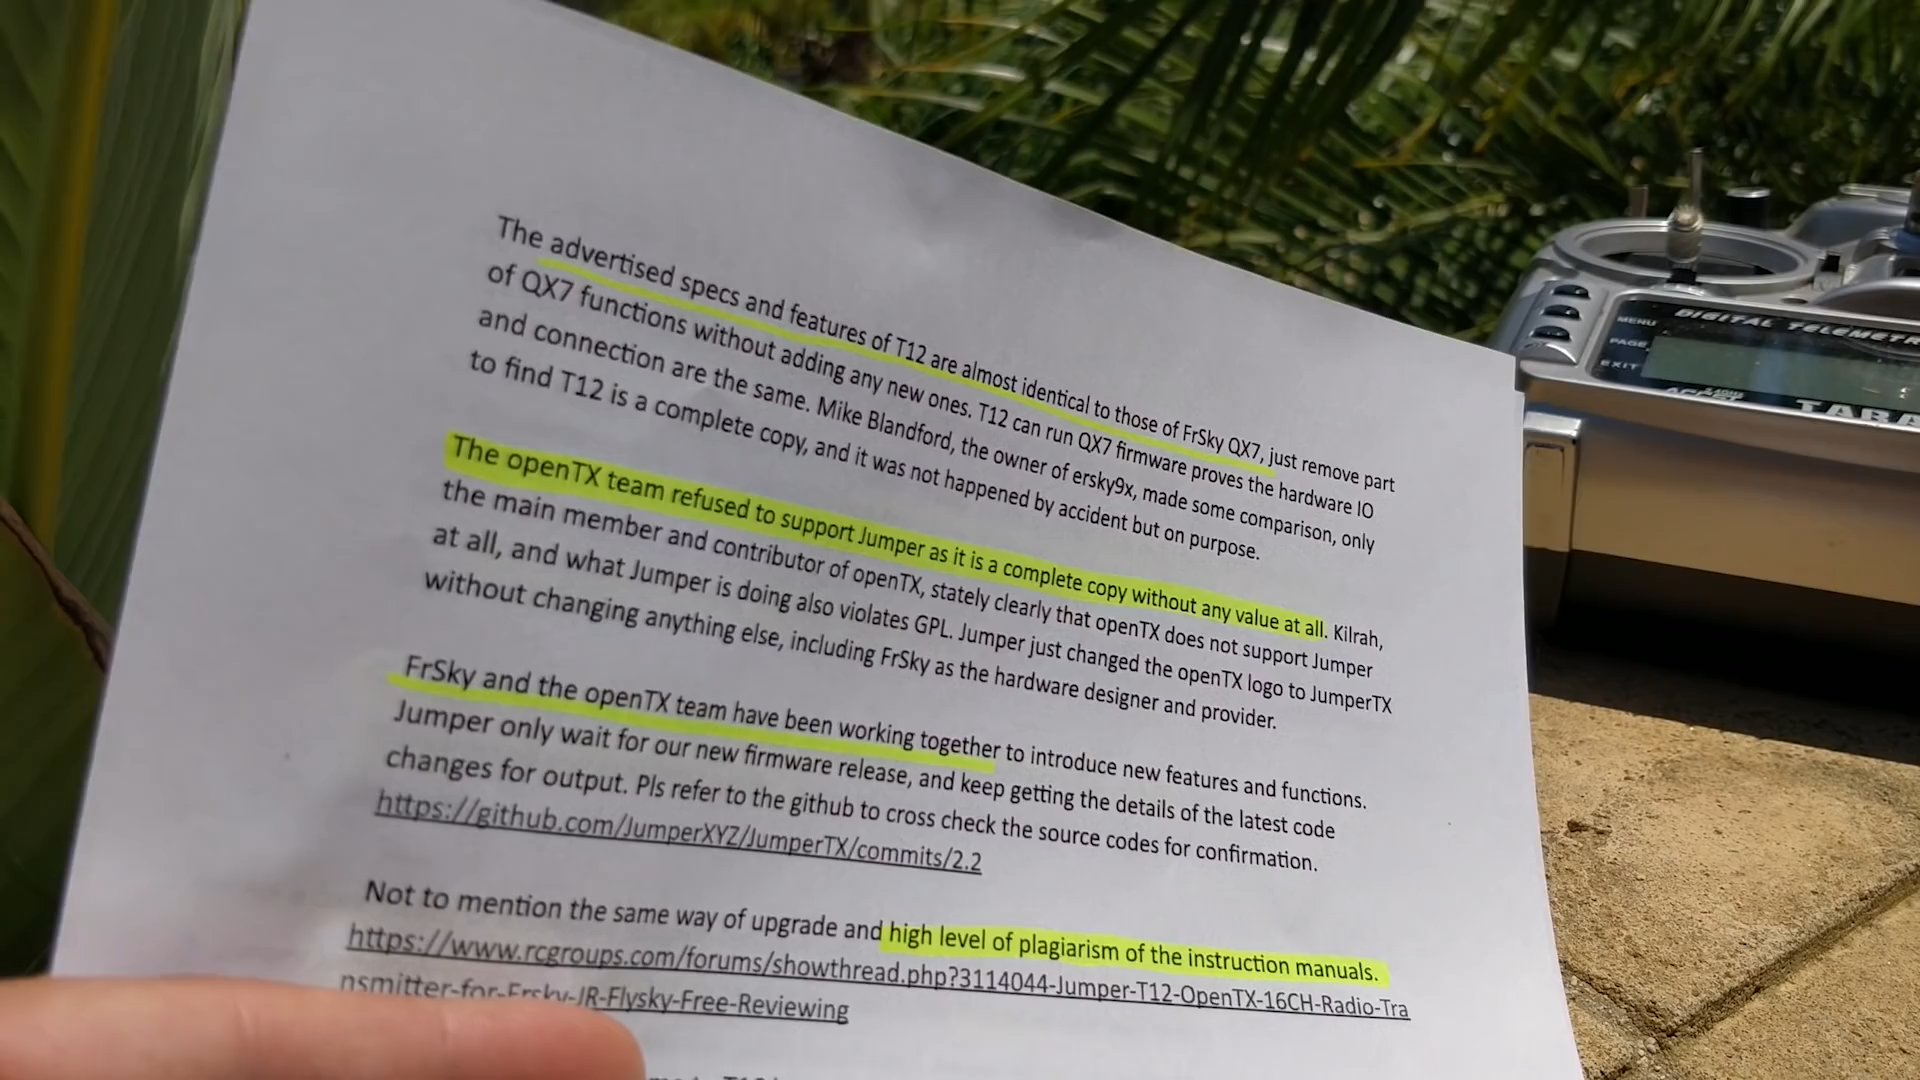 The advertised specs and features of T12 are almost identical to those of FrSky QX7, just remove part
of QX7 functions without adding any new ones. T12 can run QX7 firmware proves the hardware IO
and connection are the same. Mike Blandford, the owner of ersky9x, made some comparison, only
to find T12 is a complete copy, and it was not happened by accident but on purpose.
The openTX team refused to support Jumper as it is a complete copy without any value at all. Kilrah,
the main member and contributor of openTX, stately clearly that openTX does not support Jumper
at all, and what Jumper is doing also violates GPL. Jumper just changed the openTX logo to JumperTX
without changing anything else, including FrSky as the hardware designer and provider.
FrSky and the openTX team have been working together to introduce new features and functions.
Jumper only wait for our new firmware release, and keep getting the details of the latest code
changes for output. Pls refer to the github to cross check the source codes for confirmation.
https://github.com/JumperXYZ/JumperTX/commits/2.2
Not to mention the same way of upgrade and high level of plagiarism of the instruction manuals.
https://www.rcgroups.com/forums/showthread.php?3114044-Jumper-T12-OpenTX-16CH-Radio-Tra
nsmitter-for-Frsky-JR-Flysky-Free-Reviewing
DIGITAL TELEMETR
MENU
PAGE
EXIT
TARA